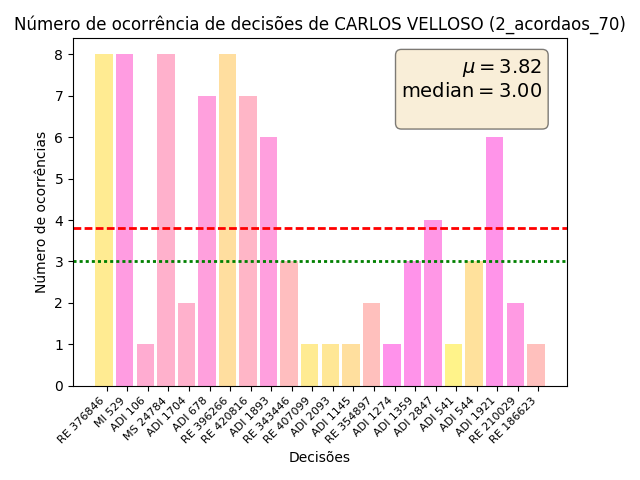 Número de ocorrência de decisões de CARLOS VELLOSO (2_acordaos_70)
μ = 3.82
median = 3.00
Número de ocorrências
8
7
6
5
4
3
2
1
0
RE 376846
MI 529
ADI 106
MS 24784
ADI 1704
ADI 678
RE 396266
RE 420816
ADI 1893
RE 343446
RE 407099
ADI 2093
ADI 1145
RE 354897
ADI 1274
ADI 1359
ADI 2847
ADI 541
ADI 544
ADI 1921
RE 210029
RE 186623
Decisões